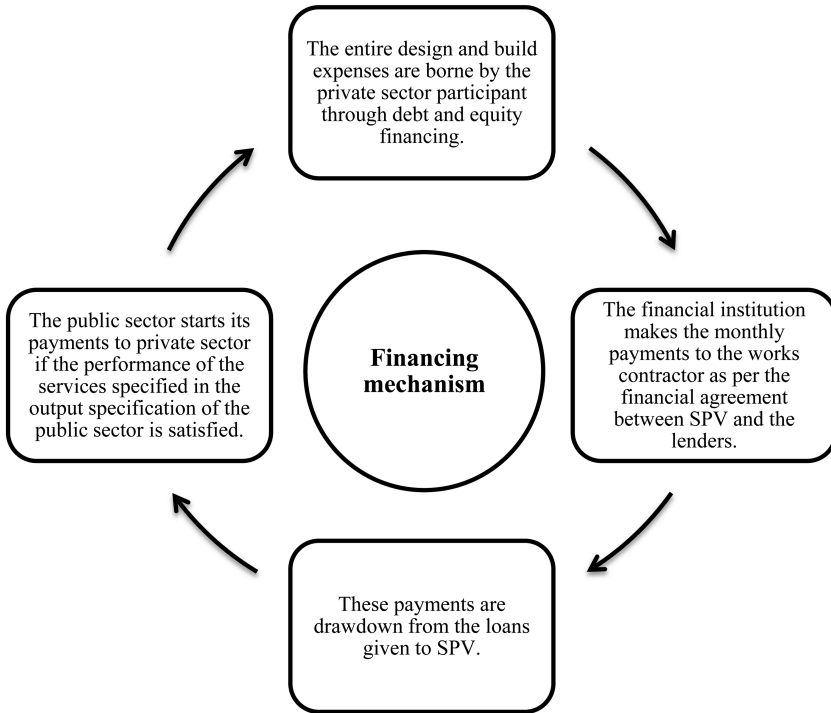 The entire design and build
expenses are borne by the
private sector participant
through debt and equity
financing.
The financial institution
makes the monthly
payments to the works
contractor as per the
financial agreement
between SPV and the
lenders.
These payments are
drawdown from the loans
given to SPV.
The public sector starts its
payments to private sector
if the performance of the
services specified in the
output specification of the
public sector is satisfied.
Financing
mechanism